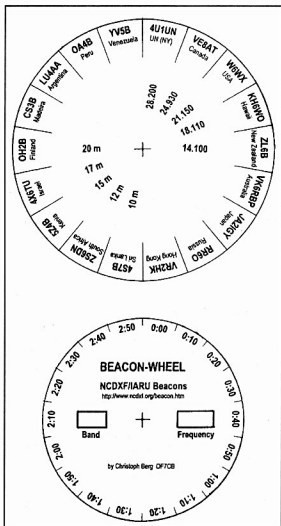 4U1UN
UN (NY)
VE8AT
Canada
W6WX
USA
KH6WO
Hawaii
ZL6B
New Zealand
VK6RBP
Australia
JA2IGY
Japan
RR9O
Russia
VR2HK
Hong Kong
4S7B
Sri Lanka
ZS6DN
South Africa
5Z4B
Kenia
4X6TU
Israel
OH2B
Finland
CS3B
Madeira
LU4AA
Argentina
OA4B
Peru
YV5B
Venezuela
28.200
24.930
21.150
18.110
14.100
20 m
17 m
15 m
12 m
10 m
0:00
0:10
0:20
0:30
0:40
0:50
1:00
1:10
1:20
1:30
1:40
1:50
2:00
2:10
2:20
2:30
2:40
2:50
BEACON-WHEEL
NCDXF/IARU Beacons
http://www.ncdxf.org/beacon.htm
Band
Frequency
by Christoph Berg DF7CB